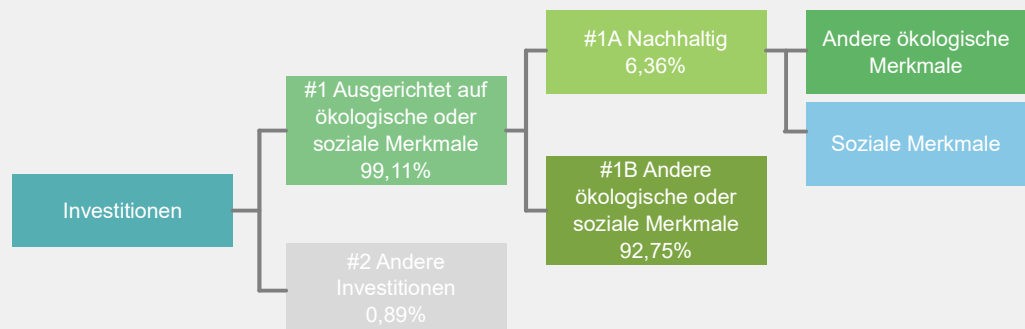 Investitionen
#1 Ausgerichtet auf
ökologische oder
soziale Merkmale
99,11%
#2 Andere
Investitionen
0,89%
#1A Nachhaltig
6,36%
#1B Andere
ökologische oder
soziale Merkmale
92,75%
Andere ökologische
Merkmale
Soziale Merkmale